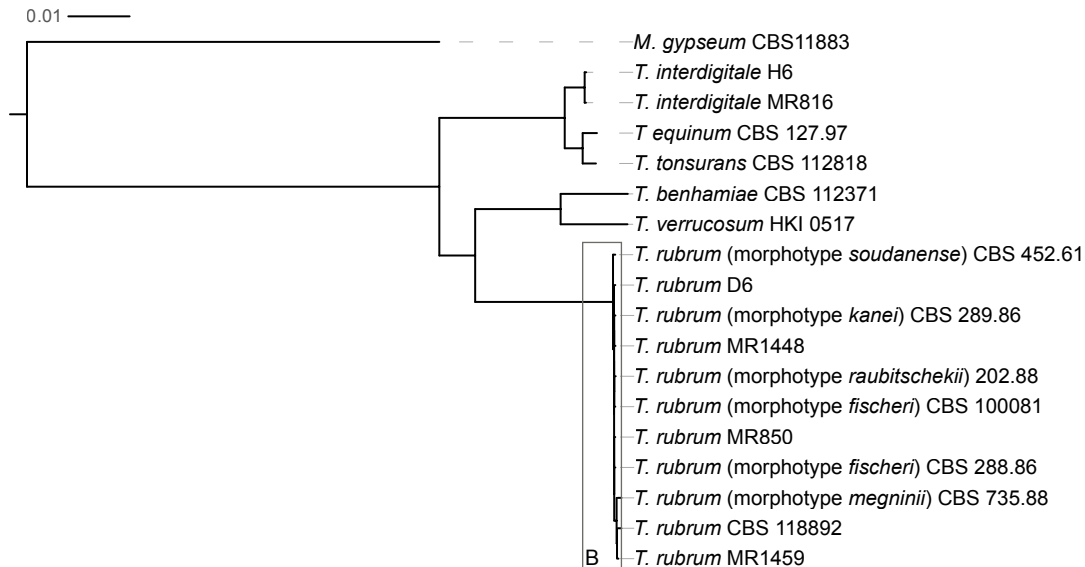 0.01
M. gypseum CBS11883
T. interdigitale H6
T. interdigitale MR816
T equinum CBS 127.97
T. tonsurans CBS 112818
T. benhamiae CBS 112371
T. verrucosum HKI 0517
T. rubrum (morphotype soudanense) CBS 452.61
T. rubrum D6
T. rubrum (morphotype kanei) CBS 289.86
T. rubrum MR1448
T. rubrum (morphotype raubitschekii) 202.88
T. rubrum (morphotype fischeri) CBS 100081
T. rubrum MR850
T. rubrum (morphotype fischeri) CBS 288.86
T. rubrum (morphotype megninii) CBS 735.88
T. rubrum CBS 118892
B T. rubrum MR1459